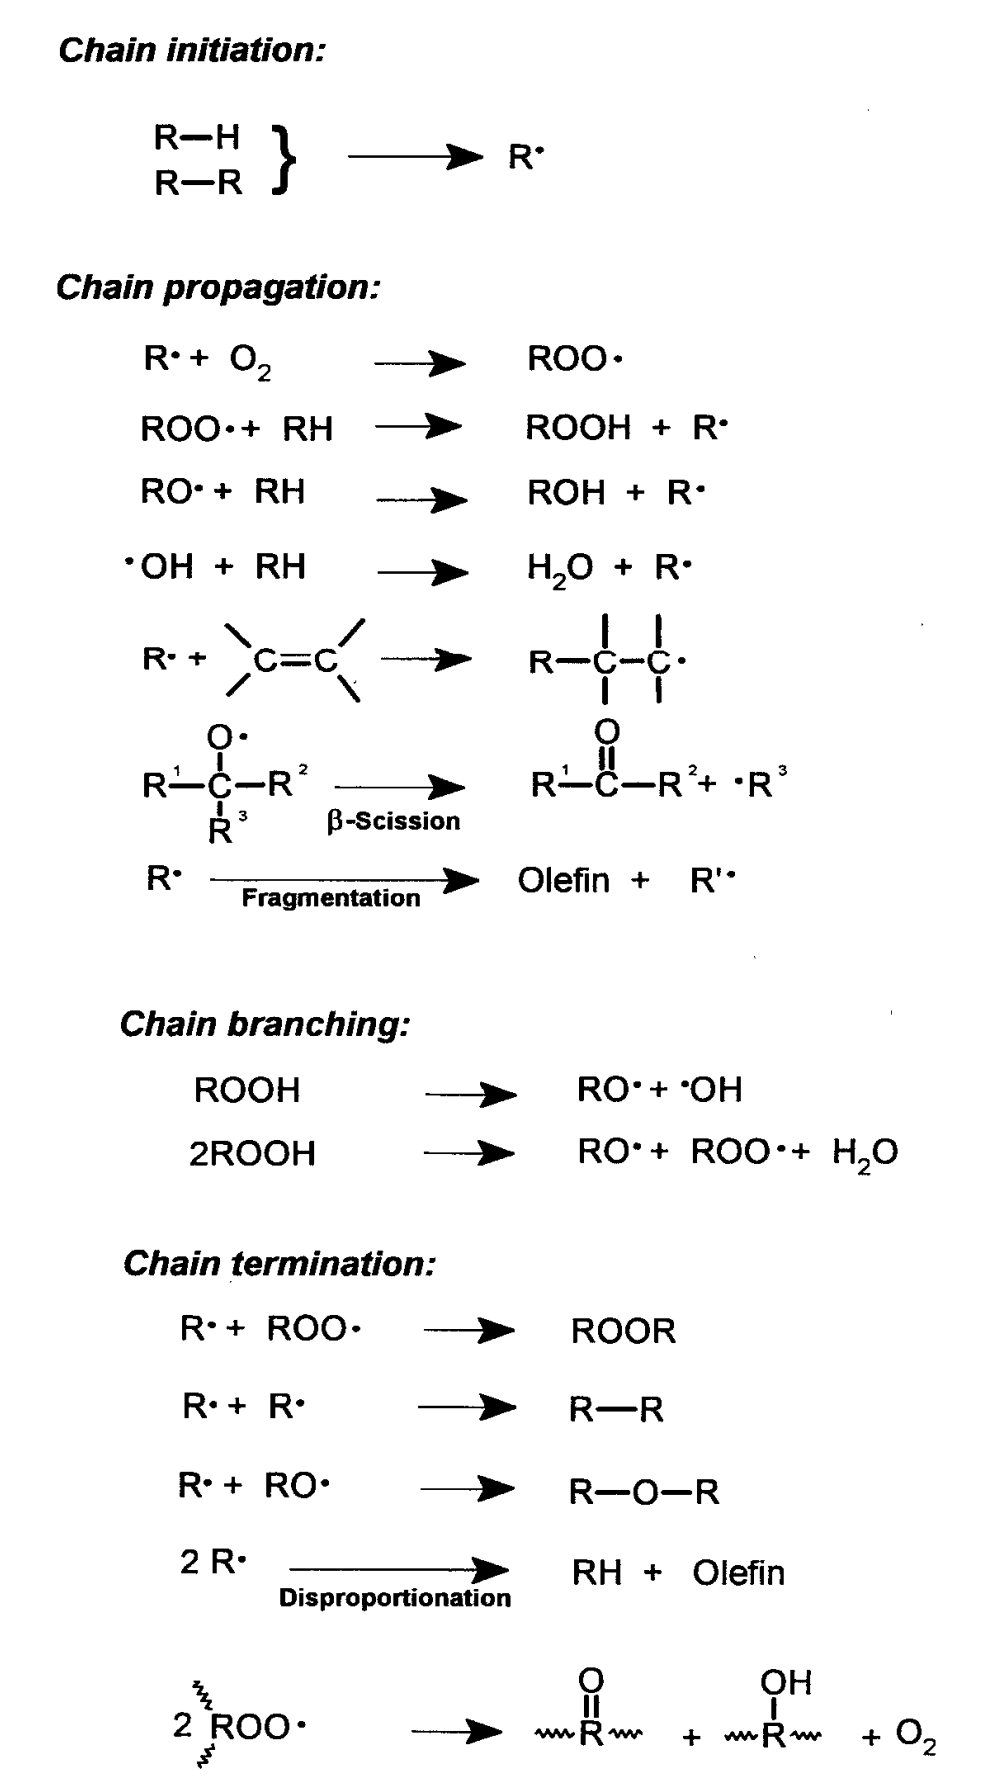 Chain initiation:
R—H
R—R } → R•
Chain propagation:
R• + O₂ → ROO•
ROO• + RH → ROOH + R•
RO• + RH → ROH + R•
•OH + RH → H₂O + R•
R• + C=C → R—C—C•
O• O
R¹—C—R² → R¹—C—R² + •R³
R³ β-Scission
R• → Olefin + R'•
Fragmentation
Chain branching:
ROOH → RO• + •OH
2ROOH → RO• + ROO• + H₂O
Chain termination:
R• + ROO• → ROOR
R• + R• → R—R
R• + RO• → R—O—R
2 R• → RH + Olefin
Disproportionation
O OH
2 ROO• → R + R + O₂